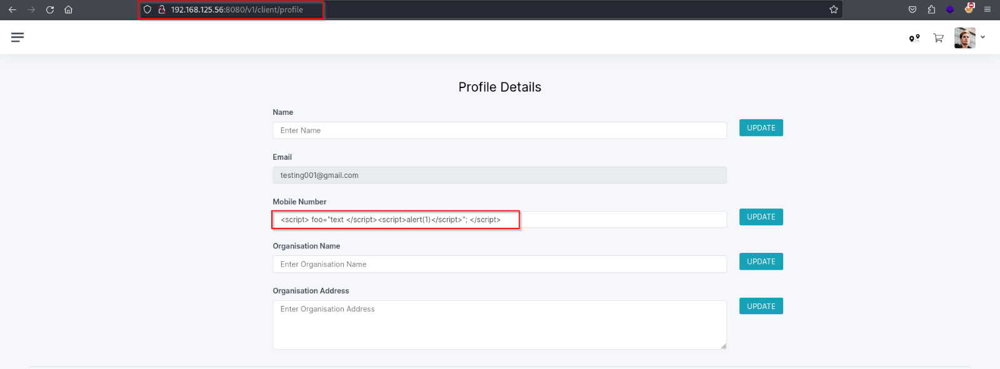 192.168.125.56:8080/v1/client/profile
Profile Details
Name
Enter Name
UPDATE
Email
testing001@gmail.com
Mobile Number
<script> foo="text </script><script>alert(1)</script>"; </script>
UPDATE
Organisation Name
Enter Organisation Name
UPDATE
Organisation Address
Enter Organisation Address
UPDATE